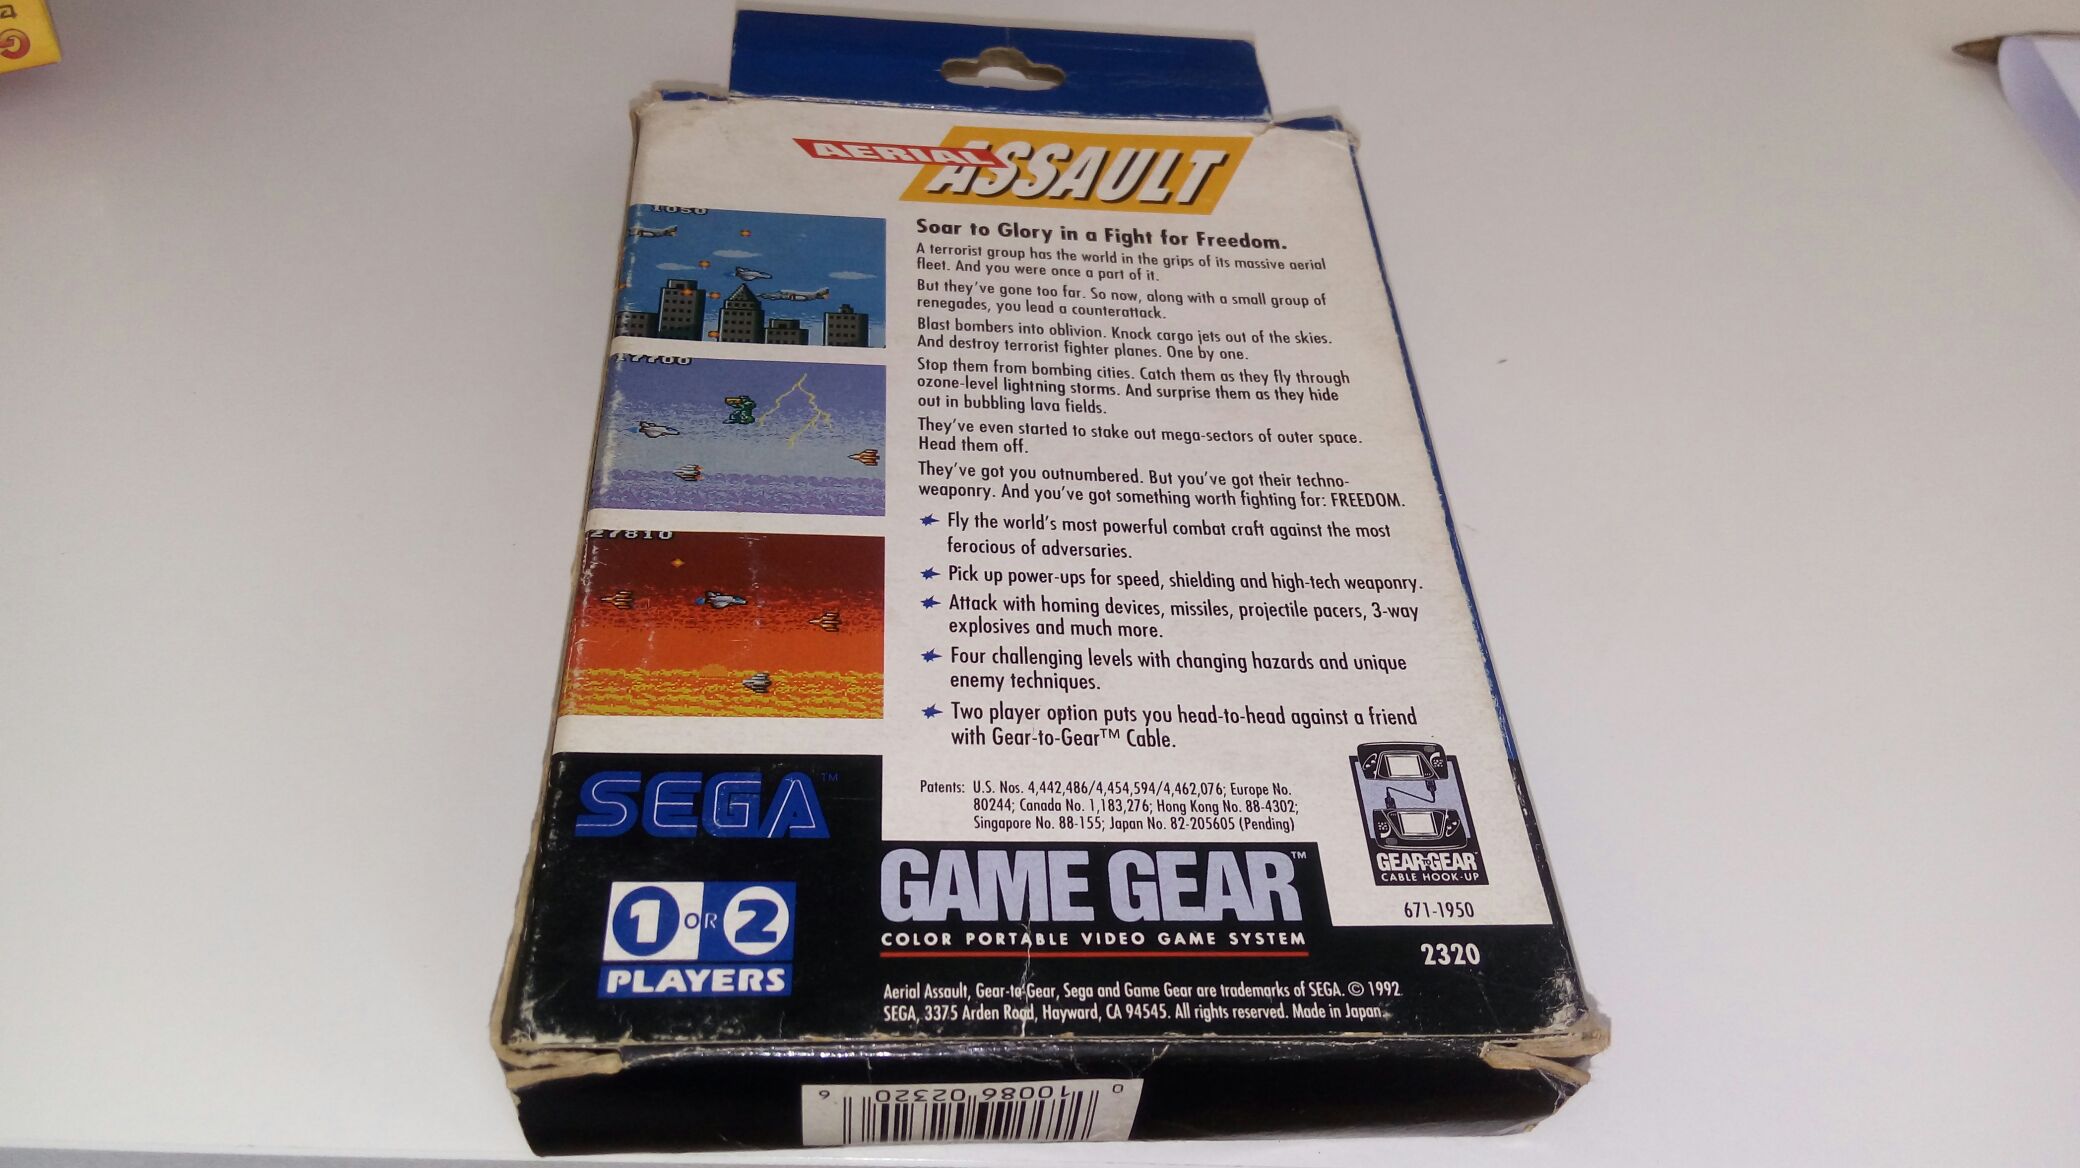 AERIAL
ASSAULT
1050
17700
27810
Soar to Glory in a Fight for Freedom.
A terrorist group has the world in the grips of its massive aerial
fleet. And you were once a part of it.
But they've gone too far. So now, along with a small group of
renegades, you lead a counterattack.
Blast bombers into oblivion. Knock cargo jets out of the skies.
And destroy terrorist fighter planes. One by one.
Stop them from bombing cities. Catch them as they fly through
ozone-level lightning storms. And surprise them as they hide
out in bubbling lava fields.
They've even started to stake out mega-sectors of outer space.
Head them off.
They've got you outnumbered. But you've got their techno-
weaponry. And you've got something worth fighting for: FREEDOM.
Fly the world's most powerful combat craft against the most
ferocious of adversaries.
Pick up power-ups for speed, shielding and high-tech weaponry.
Attack with homing devices, missiles, projectile pacers, 3-way
explosives and much more.
Four challenging levels with changing hazards and unique
enemy techniques.
Two player option puts you head-to-head against a friend
with Gear-to-Gear™ Cable.
Patents: U.S. Nos. 4,442,486/4,454,594/4,462,076; Europe No.
80244; Canada No. 1,183,276; Hong Kong No. 88-4302;
Singapore No. 88-155; Japan No. 82-205605 (Pending)
SEGA™
1 OR 2
PLAYERS
GAME GEAR™
COLOR PORTABLE VIDEO GAME SYSTEM
GEAR TO GEAR
CABLE HOOK-UP
671-1950
2320
Aerial Assault, Gear-to-Gear, Sega and Game Gear are trademarks of SEGA. © 1992
SEGA, 3375 Arden Road, Hayward, CA 94545. All rights reserved. Made in Japan.
0 10086 02320 6